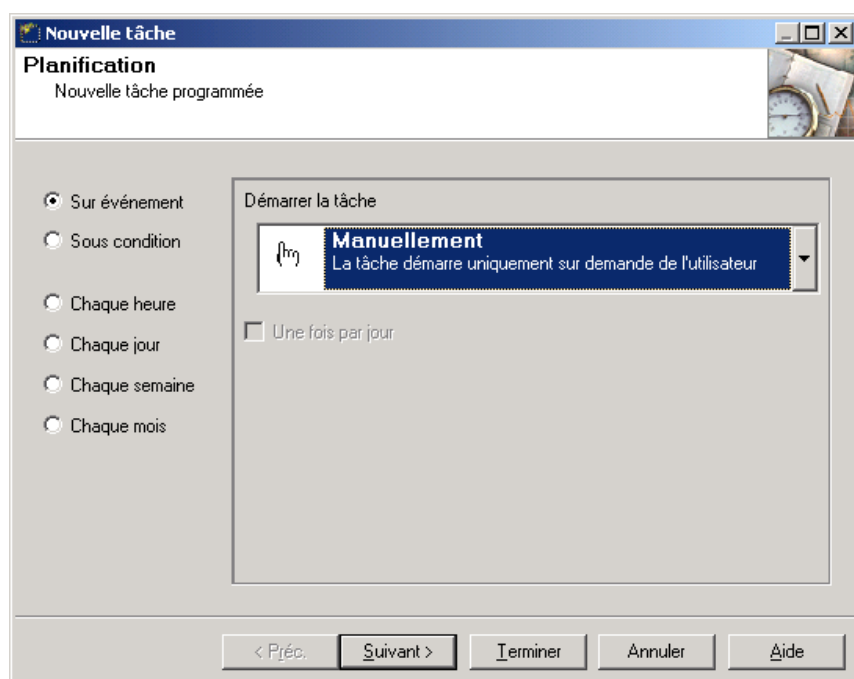 Nouvelle tâche
Planification
Nouvelle tâche programmée
Sur événement
Sous condition
Chaque heure
Chaque jour
Chaque semaine
Chaque mois
Démarrer la tâche
Manuellement
La tâche démarre uniquement sur demande de l'utilisateur
Une fois par jour
< Préc.
Suivant >
Terminer
Annuler
Aide